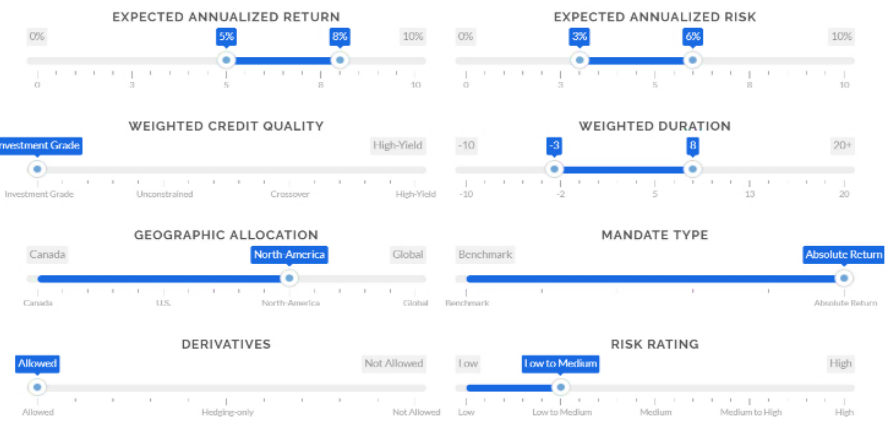 EXPECTED ANNUALIZED RETURN
0% 5% 8% 10%
0 3 5 8 10
EXPECTED ANNUALIZED RISK
0% 3% 6% 10%
0 3 5 8 10
WEIGHTED CREDIT QUALITY
nvestment Grade High-Yield
Investment Grade Unconstrained Crossover High-Yield
WEIGHTED DURATION
-10 -3 8 20+
-10 -2 5 13 20
GEOGRAPHIC ALLOCATION
Canada North-America Global
Canada U.S. North-America Global
MANDATE TYPE
Benchmark Absolute Return
Benchmark Absolute Return
DERIVATIVES
Allowed Not Allowed
Allowed Hedging-only Not Allowed
RISK RATING
Low Low to Medium High
Low Low to Medium Medium Medium to High High